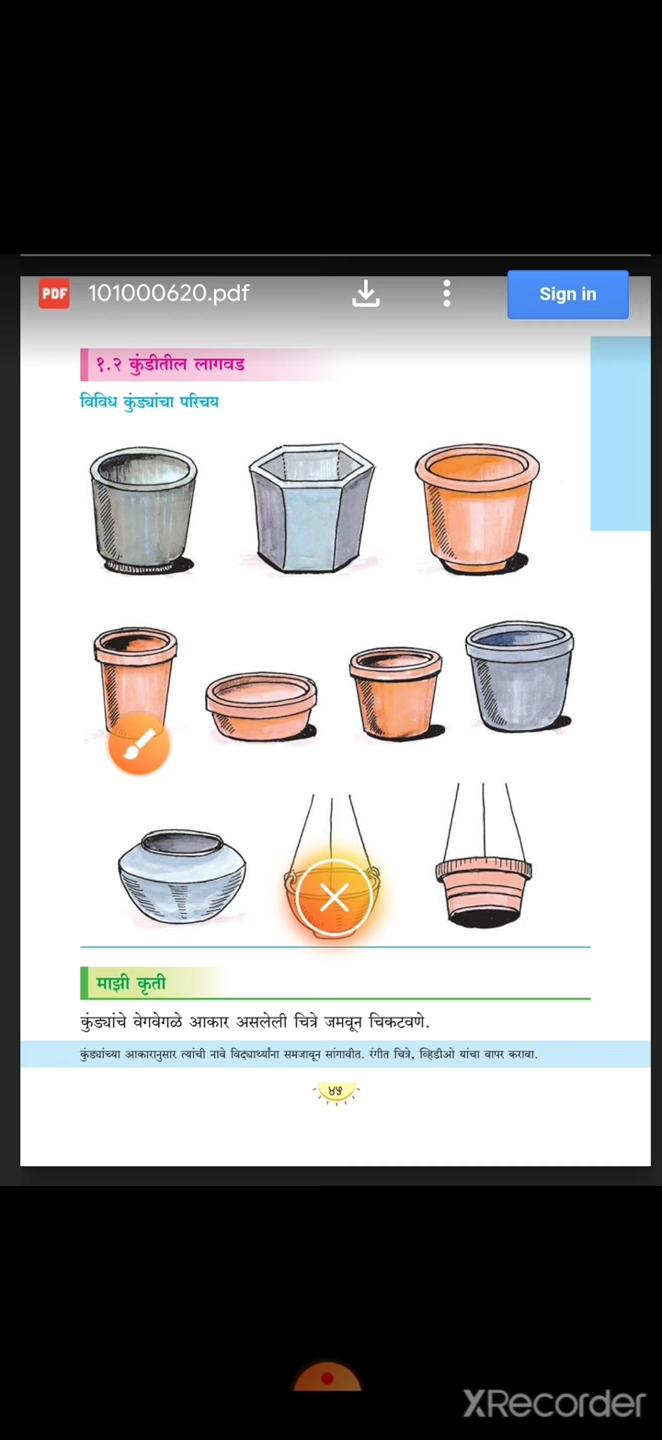 PDF 101000620.pdf Sign in
१.२ कुंडीतील लागवड
विविध कुंड्यांचा परिचय
माझी कृती
कुंड्यांचे वेगवेगळे आकार असलेली चित्रे जमवून चिकटवणे.
कुंड्यांच्या आकारानुसार त्यांची नावे विद्यार्थ्यांना समजावून सांगावीत. रंगीत चित्रे, व्हिडीओ यांचा वापर करावा.
४५
XRecorder